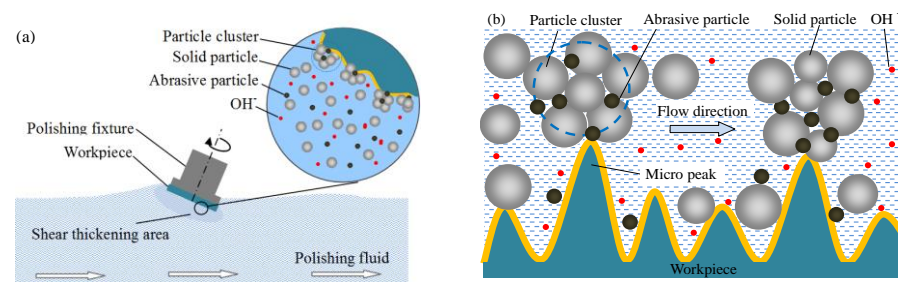 (a)
Particle cluster
Solid particle
Abrasive particle
OH⁻
Polishing fixture
Workpiece
Shear thickening area
Polishing fluid
(b)
Particle cluster
Abrasive particle
Solid particle
OH⁻
Flow direction
Micro peak
Workpiece